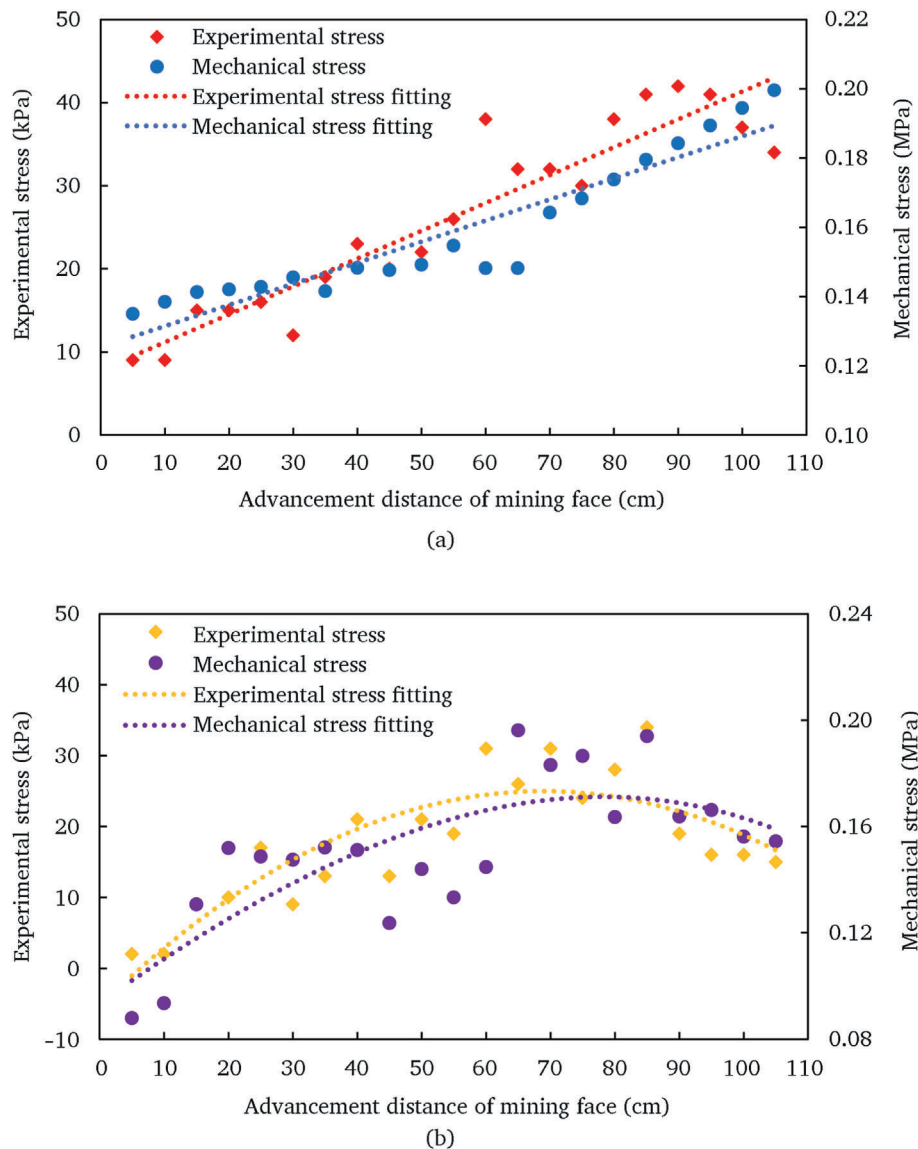 50
40
30
20
10
0
Experimental stress (kPa)
Experimental stress
Mechanical stress
Experimental stress fitting
Mechanical stress fitting
0.22
0.20
0.18
0.16
0.14
0.12
0.10
Mechanical stress (MPa)
0 10 20 30 40 50 60 70 80 90 100 110
Advancement distance of mining face (cm)
(a)
50
40
30
20
10
0
–10
Experimental stress (kPa)
Experimental stress
Mechanical stress
Experimental stress fitting
Mechanical stress fitting
0.24
0.20
0.16
0.12
0.08
Mechanical stress (MPa)
0 10 20 30 40 50 60 70 80 90 100 110
Advancement distance of mining face (cm)
(b)